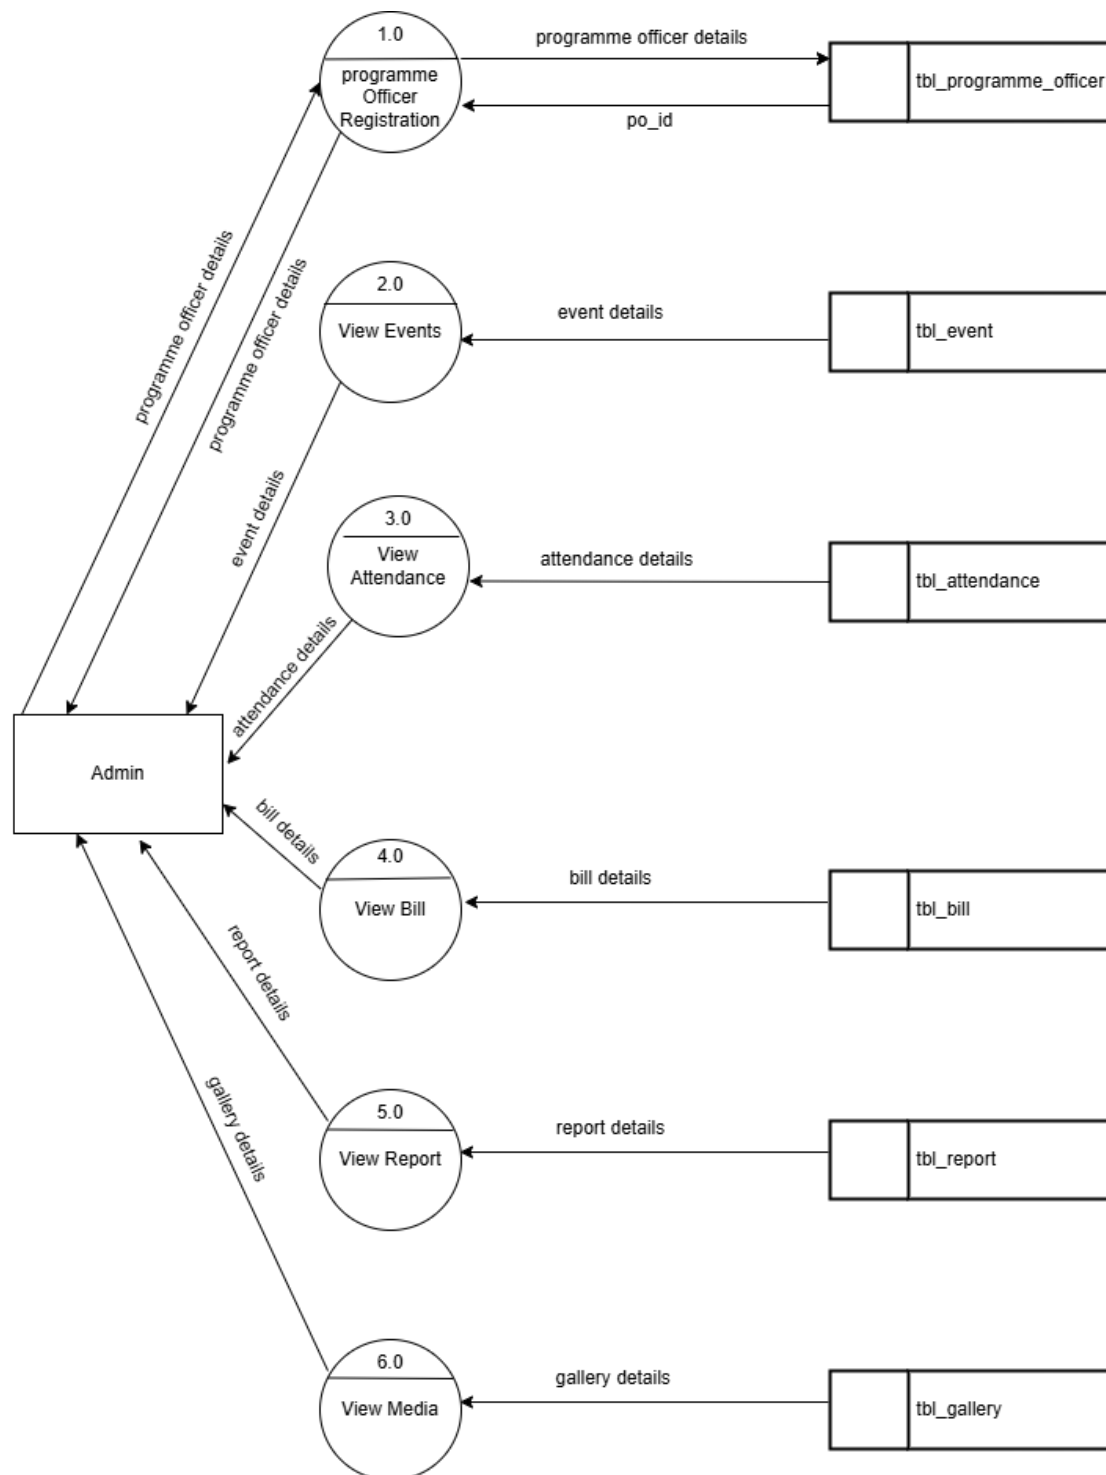 1.0
programme
Officer
Registration
programme officer details
po_id
tbl_programme_officer
programme officer details
programme officer details
2.0
View Events
event details
tbl_event
event details
3.0
View
Attendance
attendance details
tbl_attendance
attendance details
Admin
bill details
4.0
View Bill
bill details
tbl_bill
report details
5.0
View Report
report details
tbl_report
gallery details
6.0
View Media
gallery details
tbl_gallery